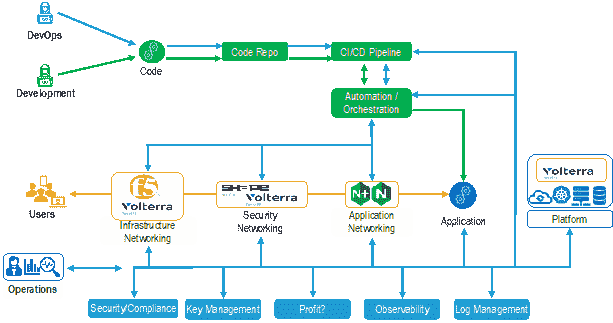 DevOps
Code Repo
CI/CD Pipeline
Code
Development
Automation /
Orchestration
Volterra
SHAPE
Volterra
Volterra
Users
Infrastructure
Networking
Security
Networking
Application
Networking
Application
Platform
Operations
Security/Compliance
Key Management
Profit?
Observability
Log Management